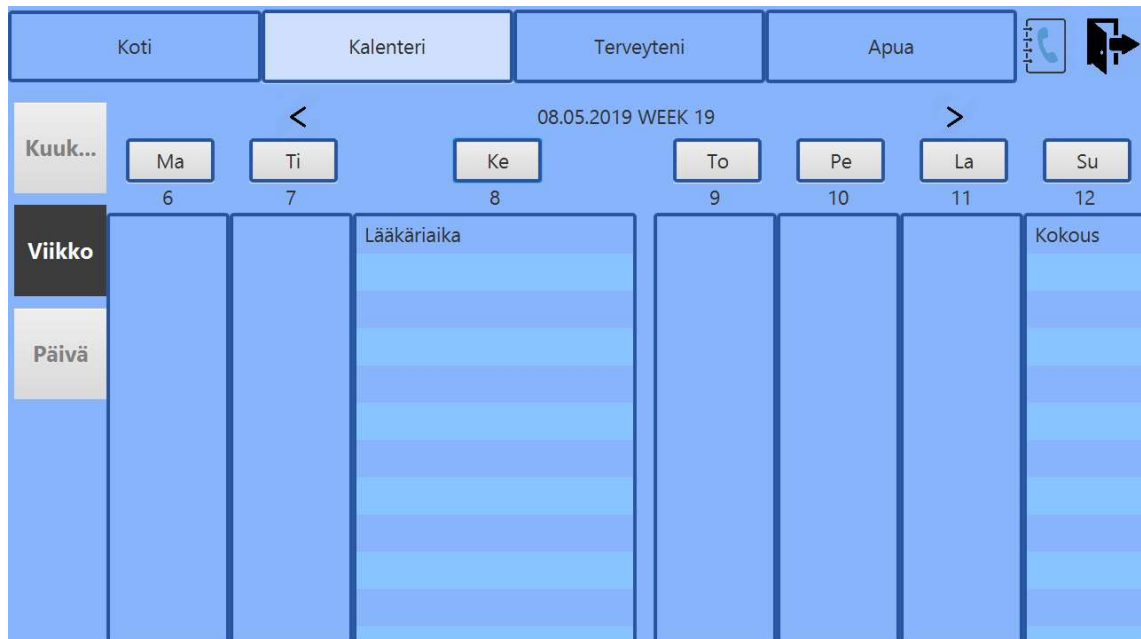 Koti Kalenteri Terveyteni Apua
< 08.05.2019 WEEK 19 >
Kuuk...
Ma Ti Ke To Pe La Su
6 7 8 9 10 11 12
Lääkäriaika Kokous
Viikko
Päivä